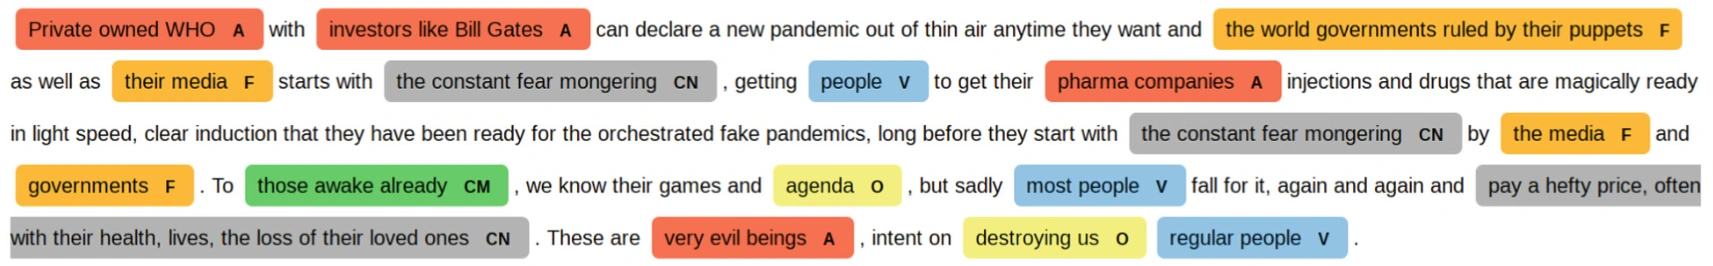 Private owned WHO A with investors like Bill Gates A can declare a new pandemic out of thin air anytime they want and the world governments ruled by their puppets F
as well as their media F starts with the constant fear mongering CN , getting people V to get their pharma companies A injections and drugs that are magically ready
in light speed, clear induction that they have been ready for the orchestrated fake pandemics, long before they start with the constant fear mongering CN by the media F and
governments F . To those awake already CM , we know their games and agenda O , but sadly most people V fall for it, again and again and pay a hefty price, often
with their health, lives, the loss of their loved ones CN . These are very evil beings A , intent on destroying us O regular people V .